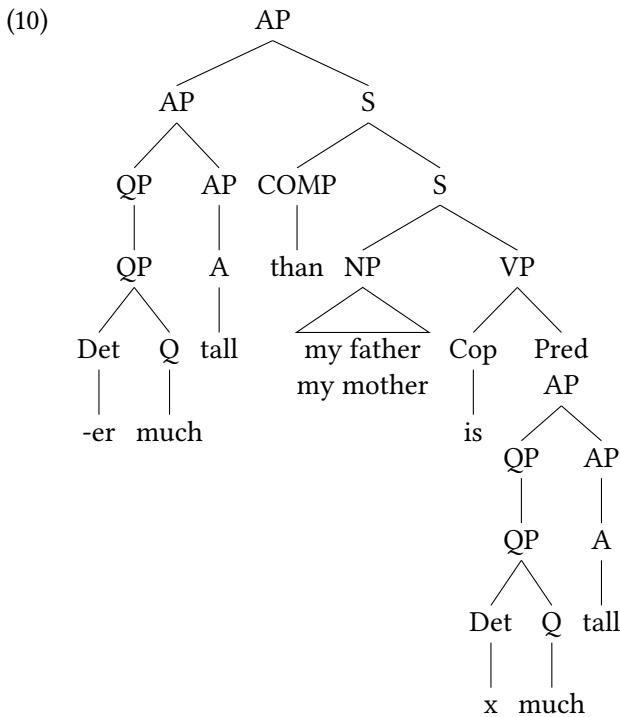 (10) AP
AP S
QP AP COMP S
QP A than NP VP
Det Q tall my father Cop Pred
my mother AP
-er much is
QP AP
QP A
Det Q tall
x much